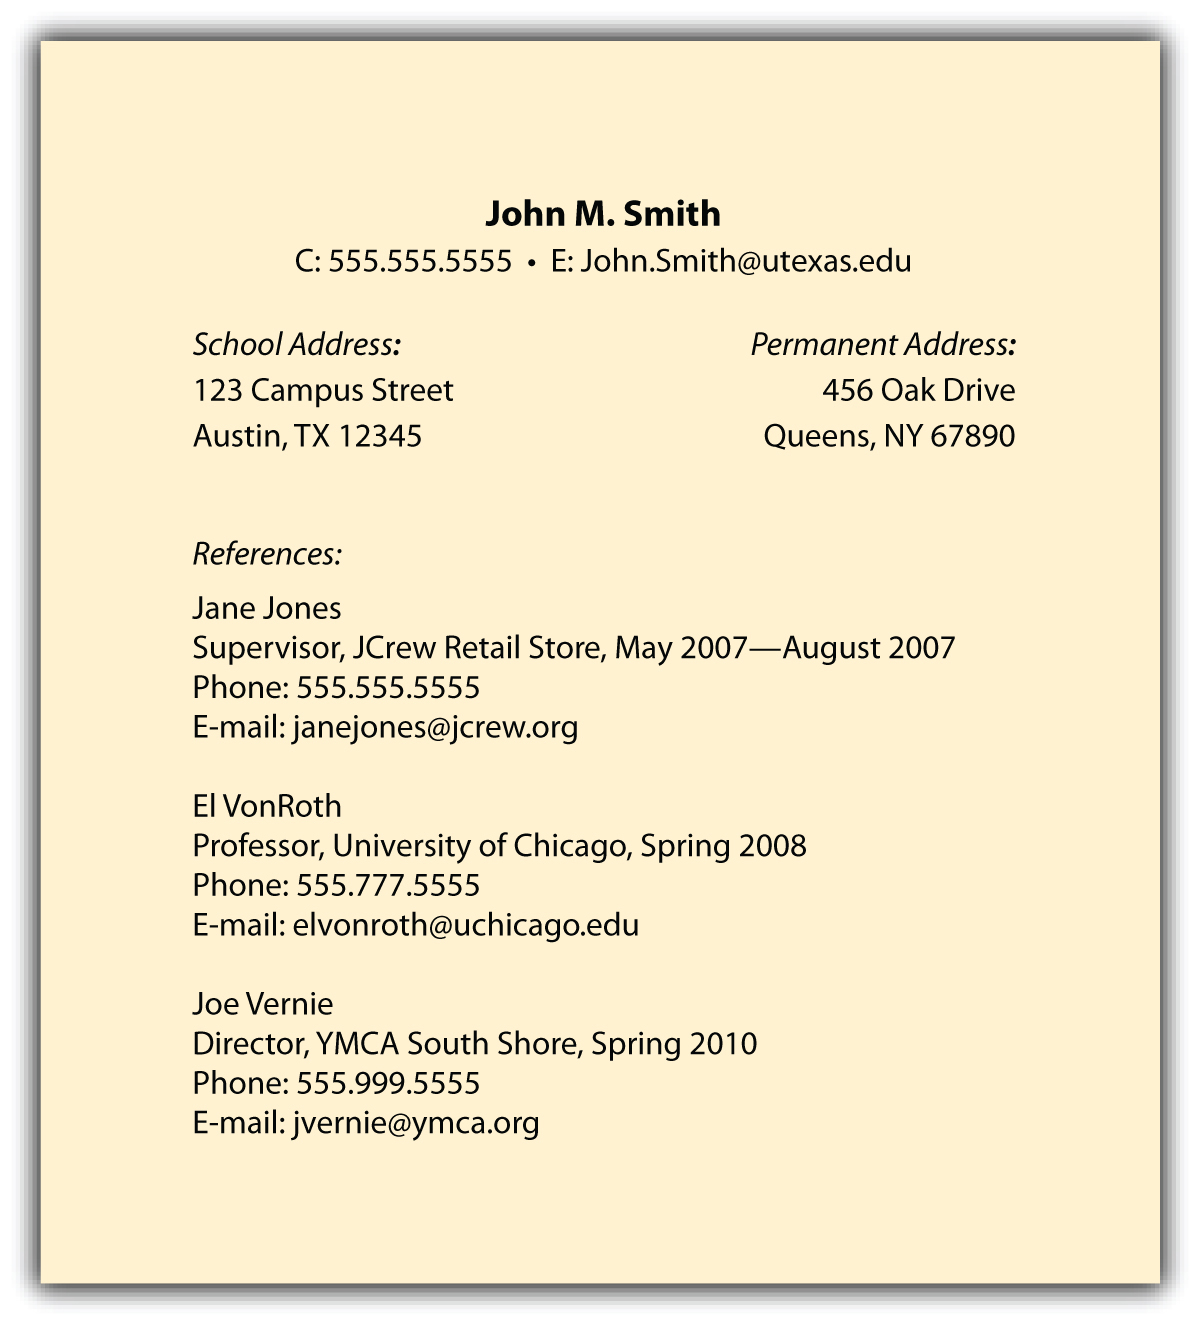 John M. Smith
C: 555.555.5555 • E: John.Smith@utexas.edu
School Address:
123 Campus Street
Austin, TX 12345
Permanent Address:
456 Oak Drive
Queens, NY 67890
References:
Jane Jones
Supervisor, JCrew Retail Store, May 2007—August 2007
Phone: 555.555.5555
E-mail: janejones@jcrew.org
El VonRoth
Professor, University of Chicago, Spring 2008
Phone: 555.777.5555
E-mail: elvonroth@uchicago.edu
Joe Vernie
Director, YMCA South Shore, Spring 2010
Phone: 555.999.5555
E-mail: jvernie@ymca.org